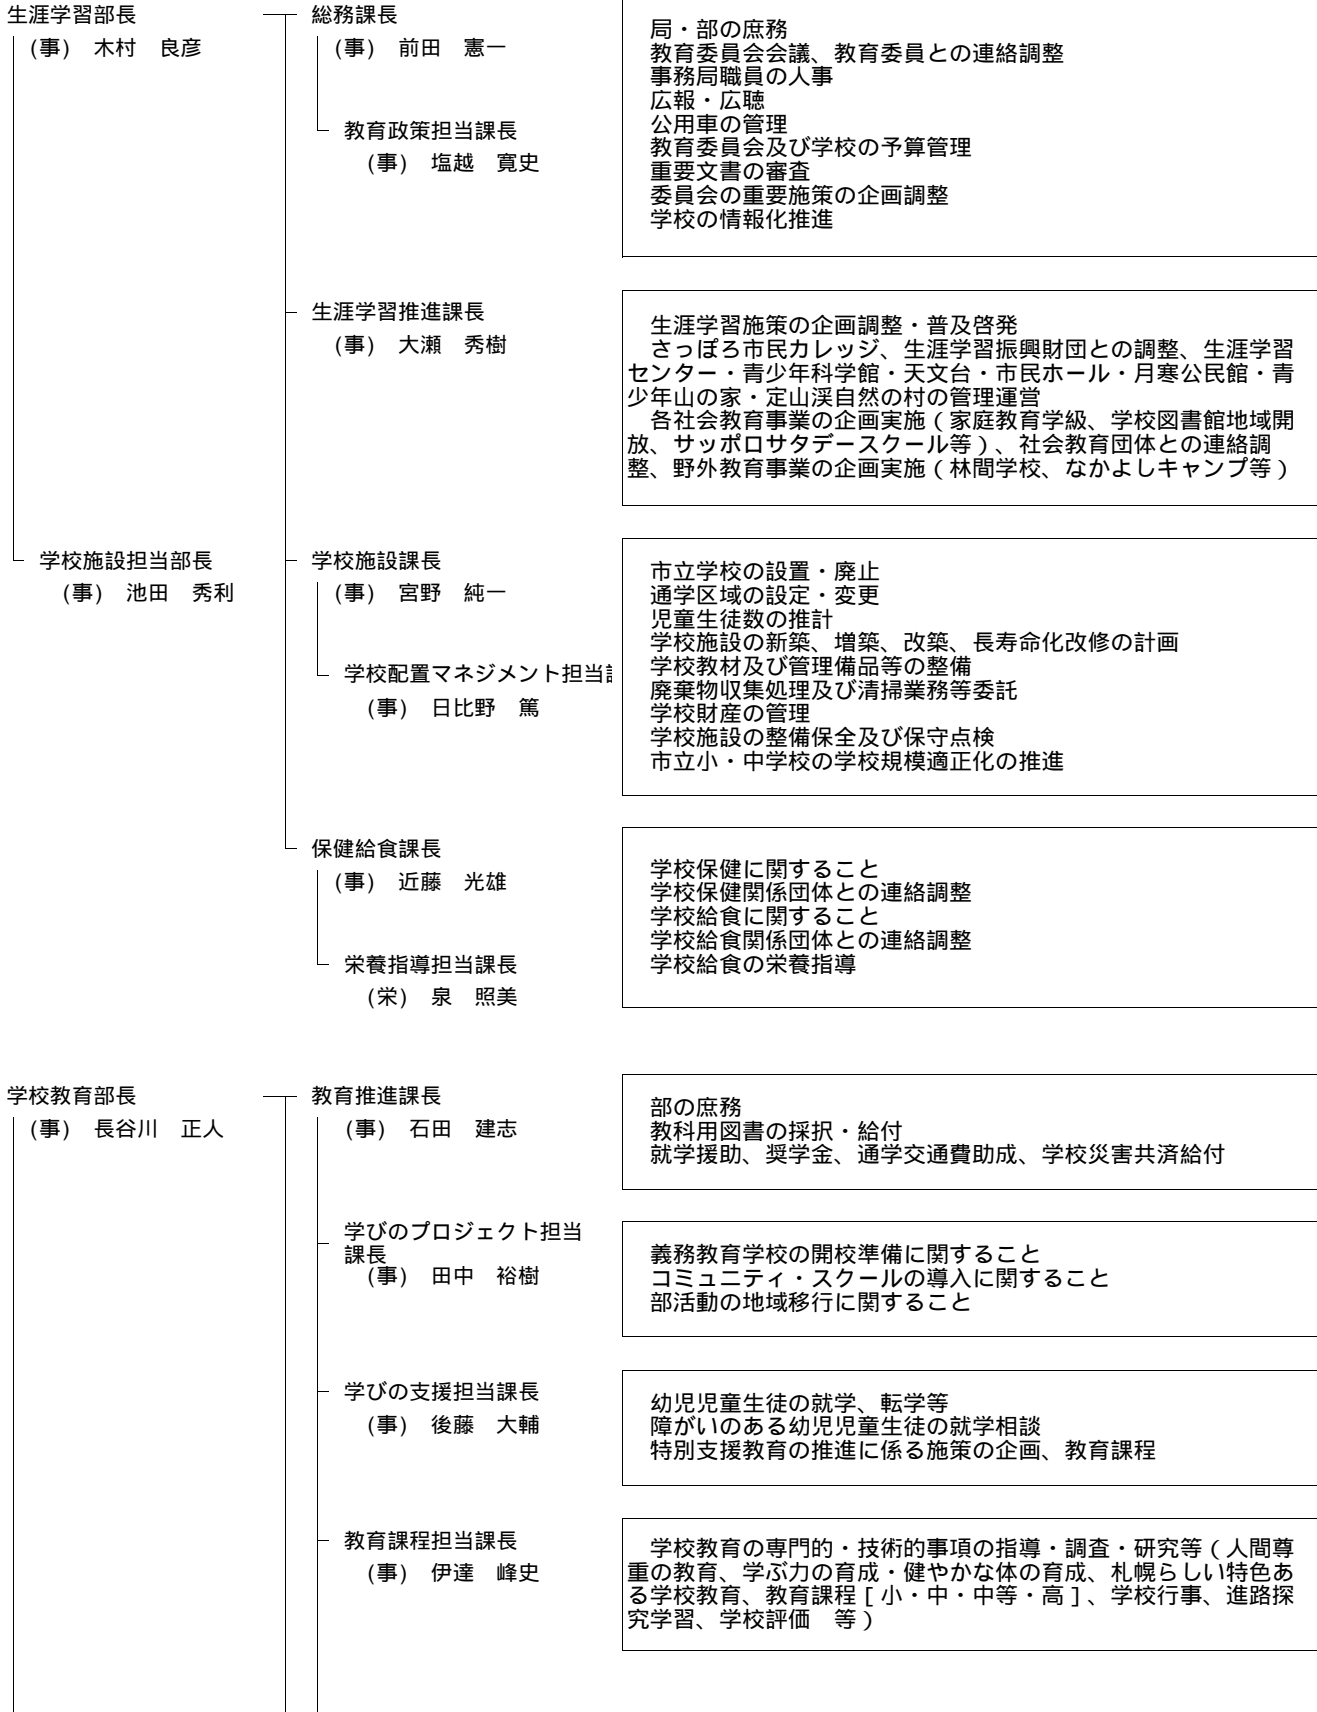 生涯学習部長
(事)　木村　良彦
総務課長
(事)　前田　憲一
教育政策担当課長
(事)　塩越　寛史
局・部の庶務
教育委員会会議、教育委員との連絡調整
事務局職員の人事
広報・広聴
公用車の管理
教育委員会及び学校の予算管理
重要文書の審査
委員会の重要施策の企画調整
学校の情報化推進
生涯学習推進課長
(事)　大瀬　秀樹
生涯学習施策の企画調整・普及啓発
さっぽろ市民カレッジ、生涯学習振興財団との調整、生涯学習
センター・青少年科学館・天文台・市民ホール・月寒公民館・青
少年山の家・定山渓自然の村の管理運営
各社会教育事業の企画実施（家庭教育学級、学校図書館地域開
放、サッポロサタデースクール等）、社会教育団体との連絡調
整、野外教育事業の企画実施（林間学校、なかよしキャンプ等）
学校施設担当部長
(事)　池田　秀利
学校施設課長
(事)　宮野　純一
学校配置マネジメント担当
(事)　日比野　篤
市立学校の設置・廃止
通学区域の設定・変更
児童生徒数の推計
学校施設の新築、増築、改築、長寿命化改修の計画
学校教材及び管理備品等の整備
廃棄物収集処理及び清掃業務等委託
学校財産の管理
学校施設の整備保全及び保守点検
市立小・中学校の学校規模適正化の推進
保健給食課長
(事)　近藤　光雄
栄養指導担当課長
(栄)　泉　照美
学校保健に関すること
学校保健関係団体との連絡調整
学校給食に関すること
学校給食関係団体との連絡調整
学校給食の栄養指導
学校教育部長
(事)　長谷川　正人
教育推進課長
(事)　石田　建志
部の庶務
教科用図書の採択・給付
就学援助、奨学金、通学交通費助成、学校災害共済給付
学びのプロジェクト担当
課長
(事)　田中　裕樹
義務教育学校の開校準備に関すること
コミュニティ・スクールの導入に関すること
部活動の地域移行に関すること
学びの支援担当課長
(事)　後藤　大輔
幼児児童生徒の就学、転学等
障がいのある幼児児童生徒の就学相談
特別支援教育の推進に係る施策の企画、教育課程
教育課程担当課長
(事)　伊達　峰史
学校教育の専門的・技術的事項の指導・調査・研究等（人間尊
重の教育、学ぶ力の育成・健やかな体の育成、札幌らしい特色あ
る学校教育、教育課程［小・中・中等・高］、学校行事、進路探
究学習、学校評価　等）